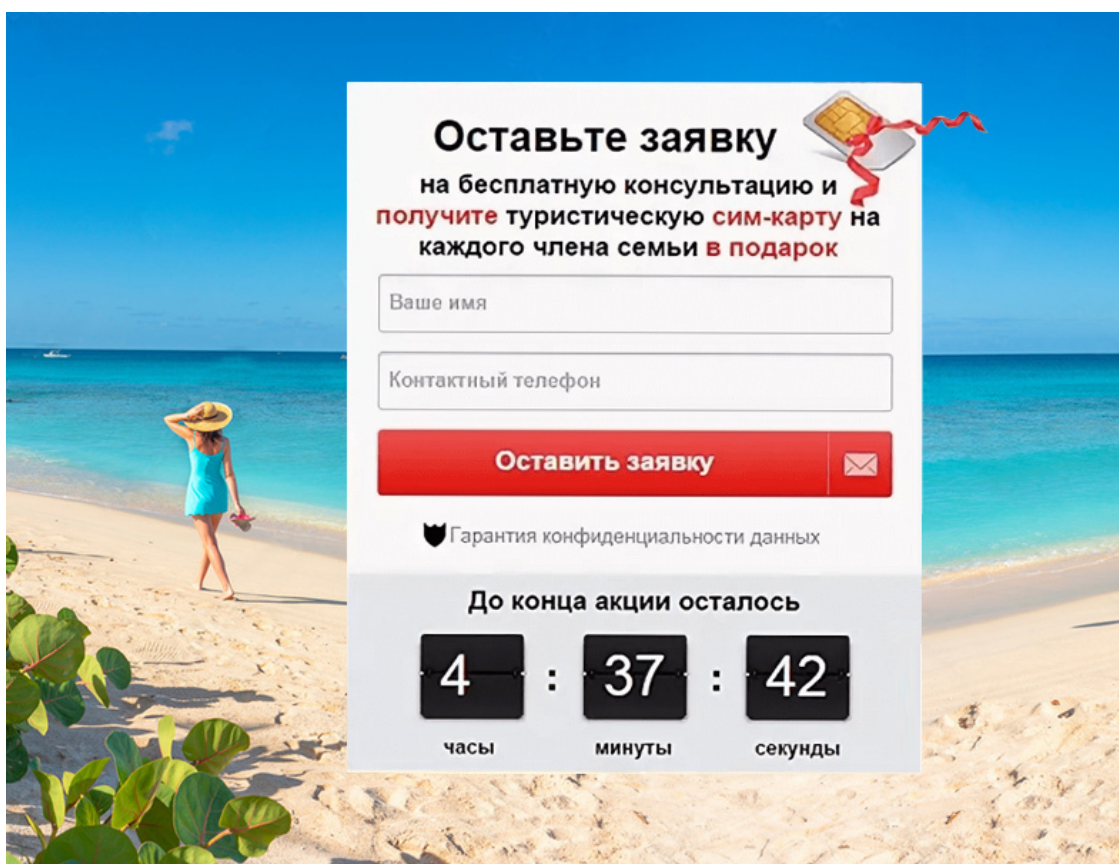 Оставьте заявку
на бесплатную консультацию и
получите туристическую сим-карту на
каждого члена семьи в подарок
Ваше имя
Контактный телефон
Оставить заявку
Гарантия конфиденциальности данных
До конца акции осталось
4 : 37 : 42
часы минуты секунды